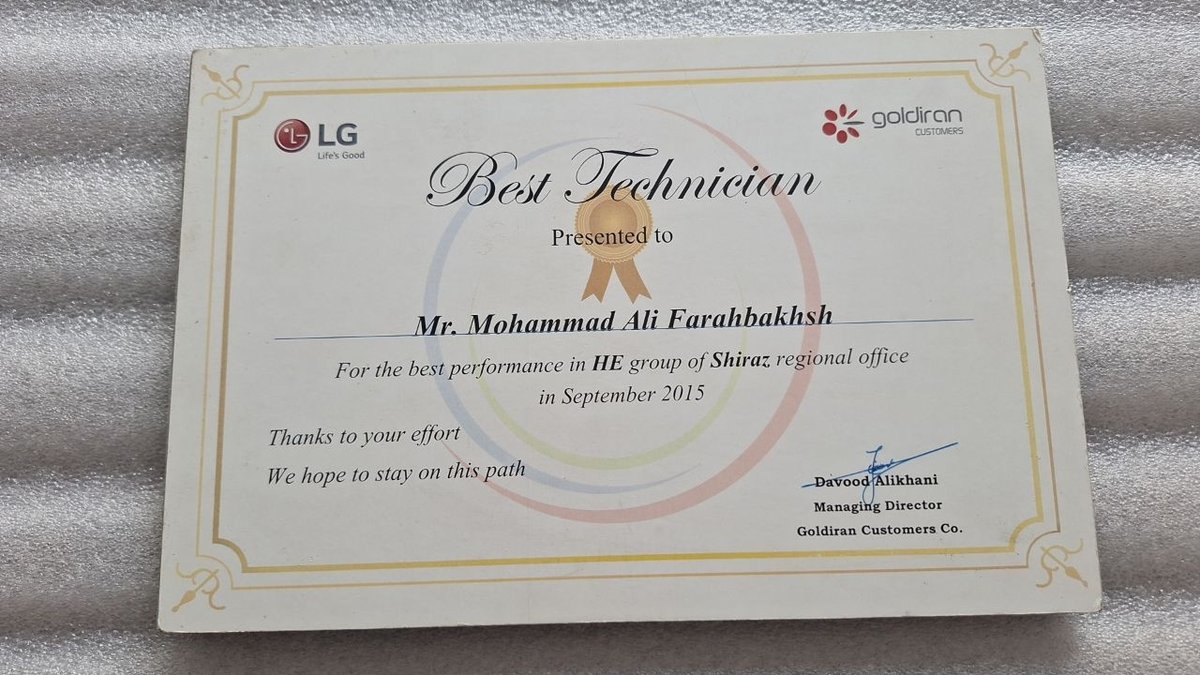 LG
Life's Good
goldiran
CUSTOMERS
Best Technician
Presented to
Mr. Mohammad Ali Farahbakhsh
For the best performance in HE group of Shiraz regional office
in September 2015
Thanks to your effort
We hope to stay on this path
Davood Alikhani
Managing Director
Goldiran Customers Co.